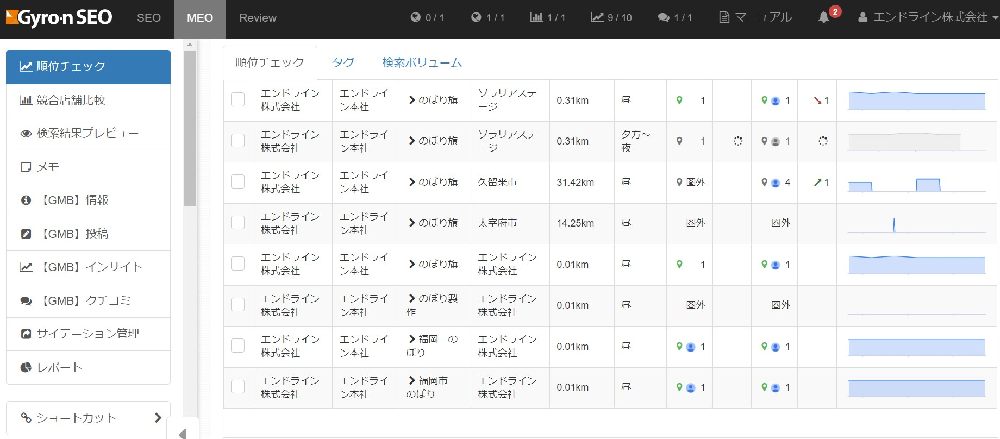 Gyro-n SEO SEO MEO Review 0 / 1 1 / 1 1 / 1 9 / 10 1 / 1 マニュアル 2 エンドライン株式会社
順位チェック
競合店舗比較
検索結果プレビュー
メモ
【GMB】情報
【GMB】投稿
【GMB】インサイト
【GMB】クチコミ
サイテーション管理
レポート
ショートカット
順位チェック タグ 検索ボリューム
エンドライン エンドライ のぼり旗 ソラリアステ 0.31km 昼 1 1 1
株式会社 ン本社 ージ
エンドライン エンドライ のぼり旗 ソラリアステ 0.31km 夕方～ 1 1
株式会社 ン本社 ージ 夜
エンドライン エンドライ のぼり旗 久留米市 31.42km 昼 圏外 4 1
株式会社 ン本社
エンドライン エンドライ のぼり旗 太宰府市 14.25km 昼 圏外 圏外
株式会社 ン本社
エンドライン エンドライ のぼり旗 エンドライン 0.01km 昼 1 1
株式会社 ン本社 株式会社
エンドライン エンドライ のぼり製 エンドライン 0.01km 昼 圏外 圏外
株式会社 ン本社 作 株式会社
エンドライン エンドライ 福岡　の エンドライン 0.01km 昼 1 1
株式会社 ン本社 ぼり 株式会社
エンドライン エンドライ 福岡市 エンドライン 0.01km 昼 1 1
株式会社 ン本社 のぼり 株式会社